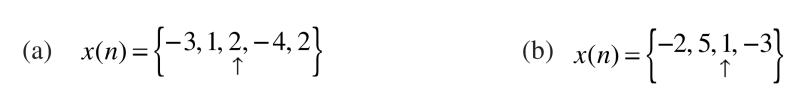 (a) x(n) = {−3, 1, 2, −4, 2} (b) x(n) = {−2, 5, 1, −3}
↑ ↑